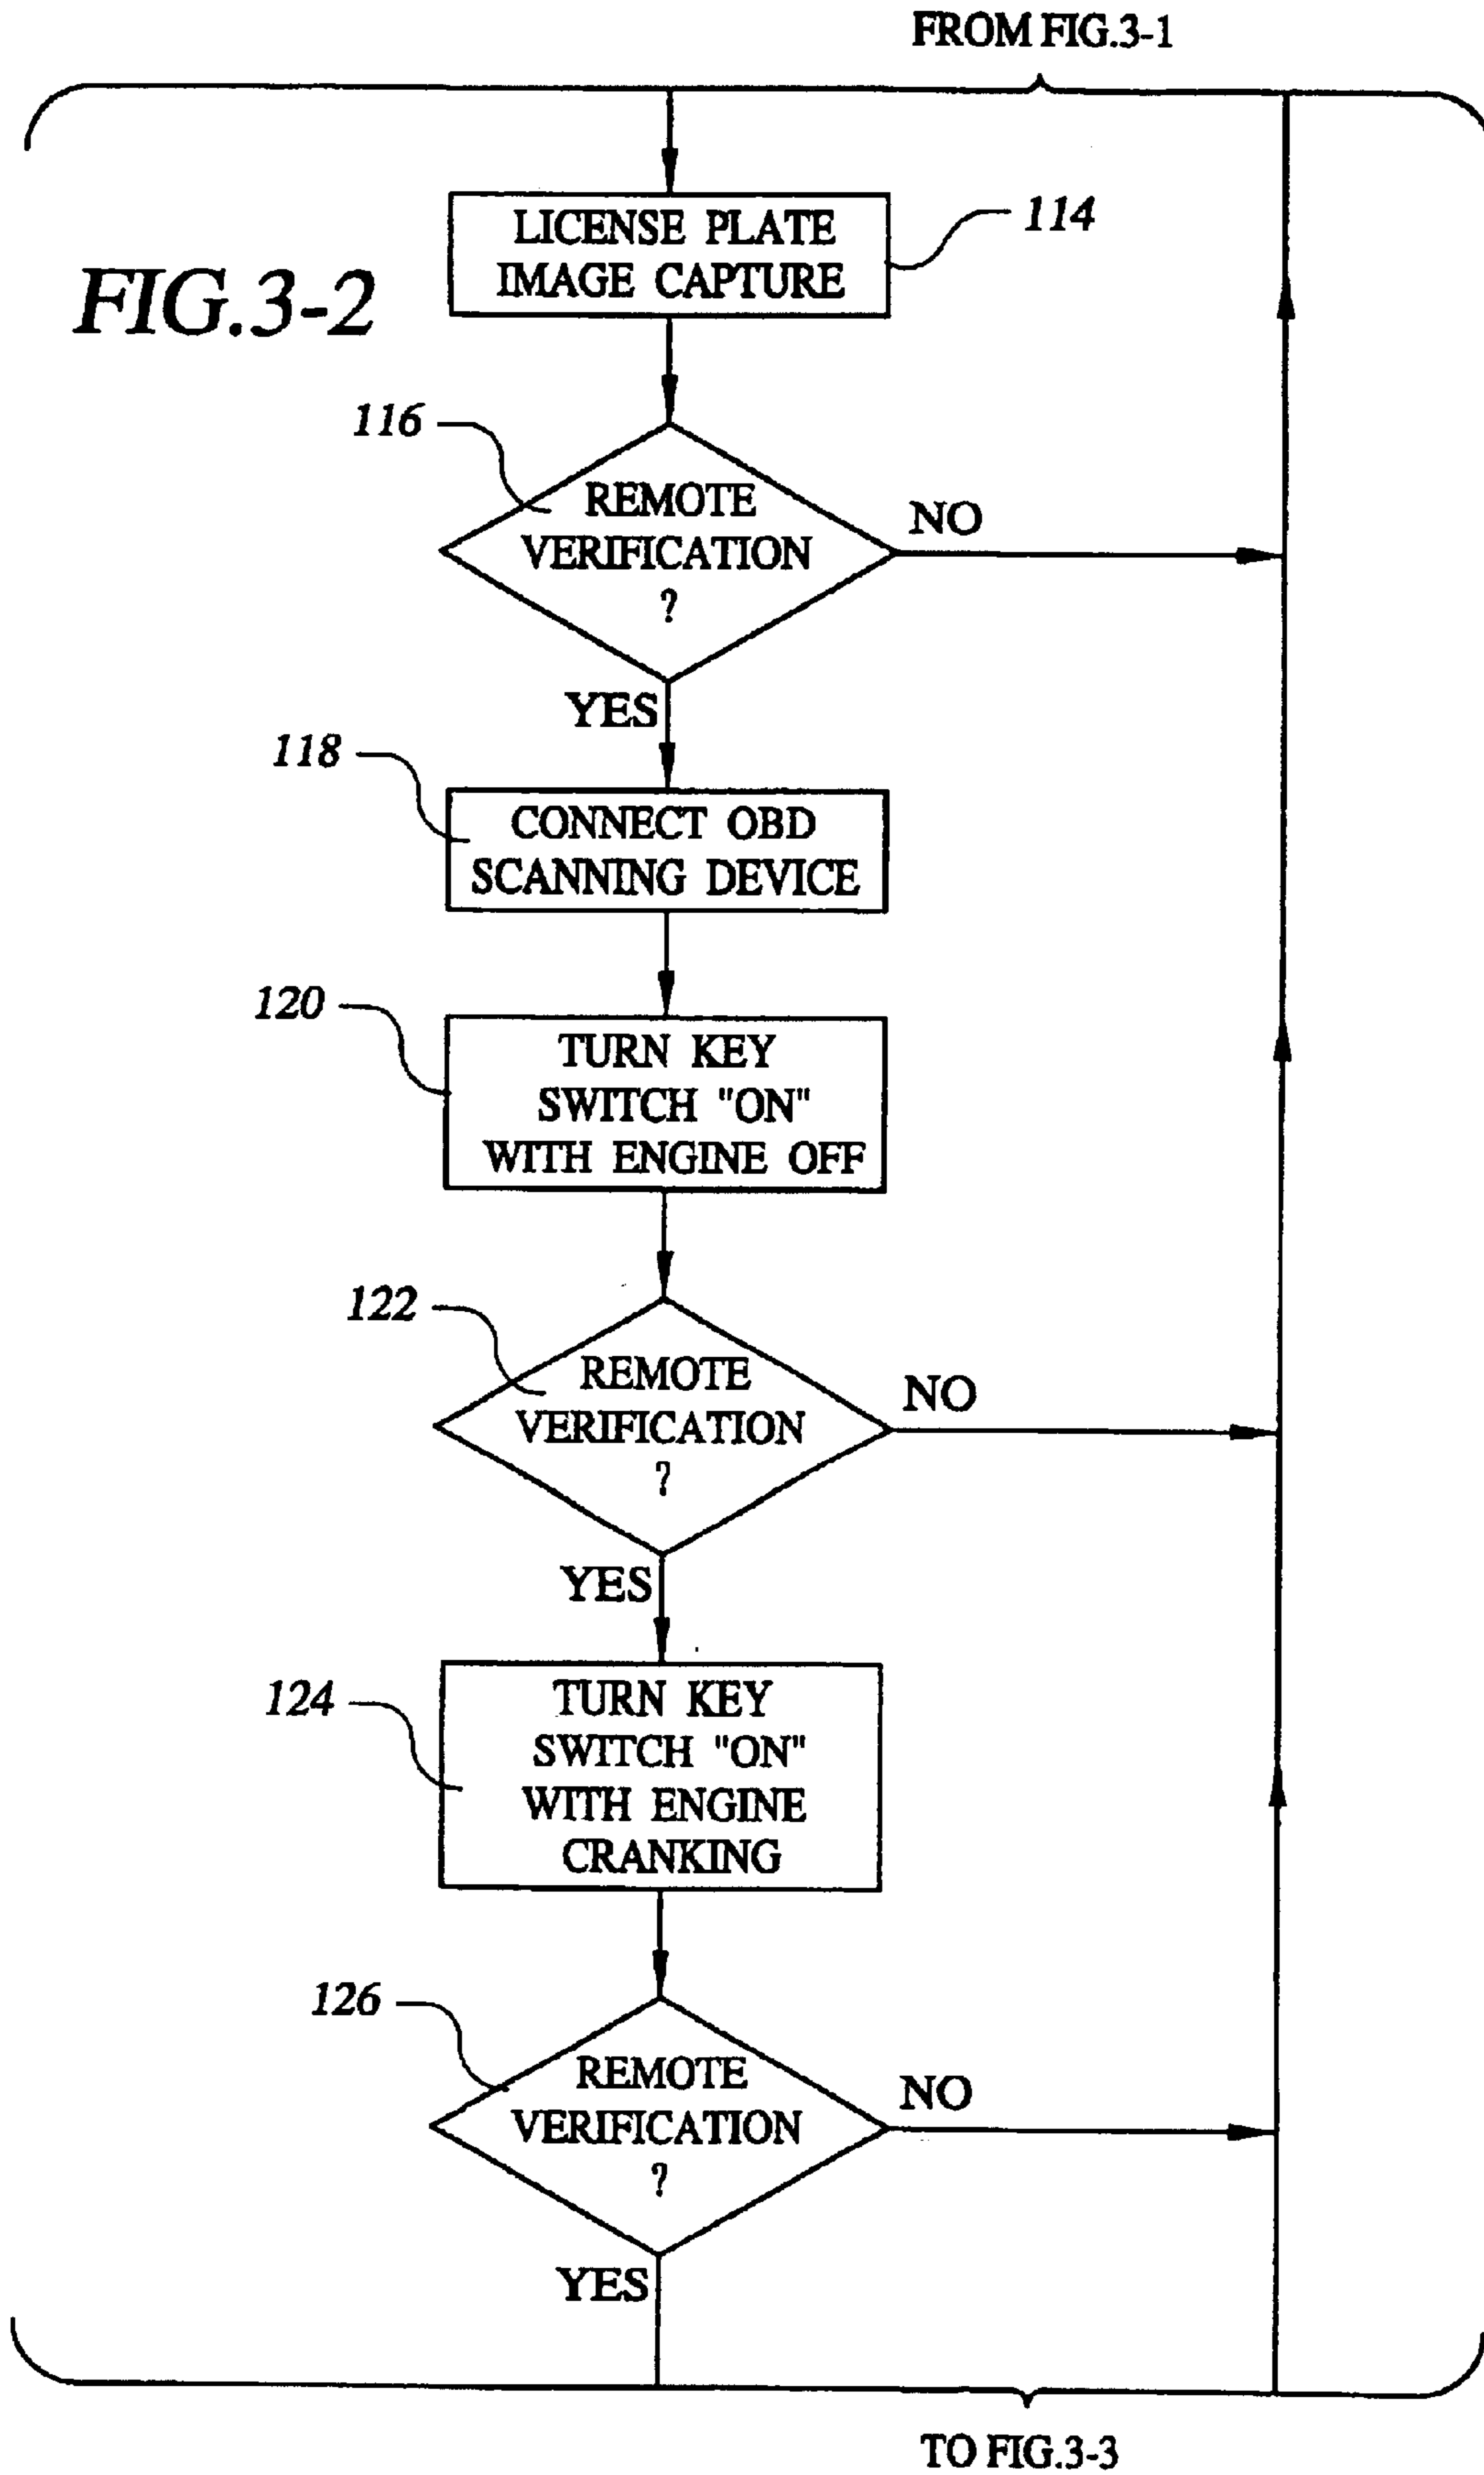 FROM FIG.3-1
FIG.3-2
LICENSE PLATE
IMAGE CAPTURE
114
116
REMOTE
VERIFICATION
?
NO
YES
118
CONNECT OBD
SCANNING DEVICE
120
TURN KEY
SWITCH "ON"
WITH ENGINE OFF
122
REMOTE
VERIFICATION
?
NO
YES
124
TURN KEY
SWITCH "ON"
WITH ENGINE
CRANKING
126
REMOTE
VERIFICATION
?
NO
YES
TO FIG.3-3